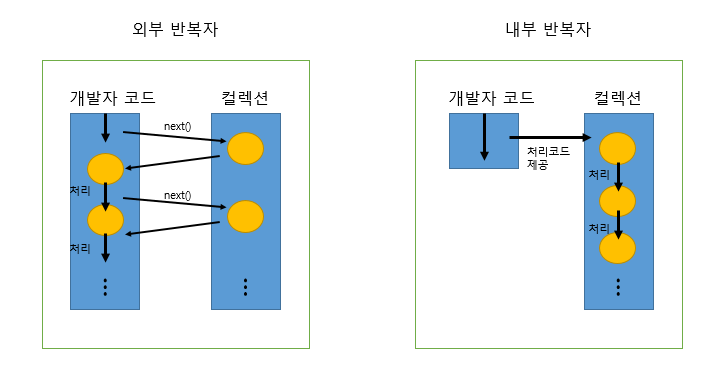 외부 반복자
개발자 코드
컬렉션
next()
처리
next()
처리
내부 반복자
개발자 코드
컬렉션
처리코드
제공
처리
처리